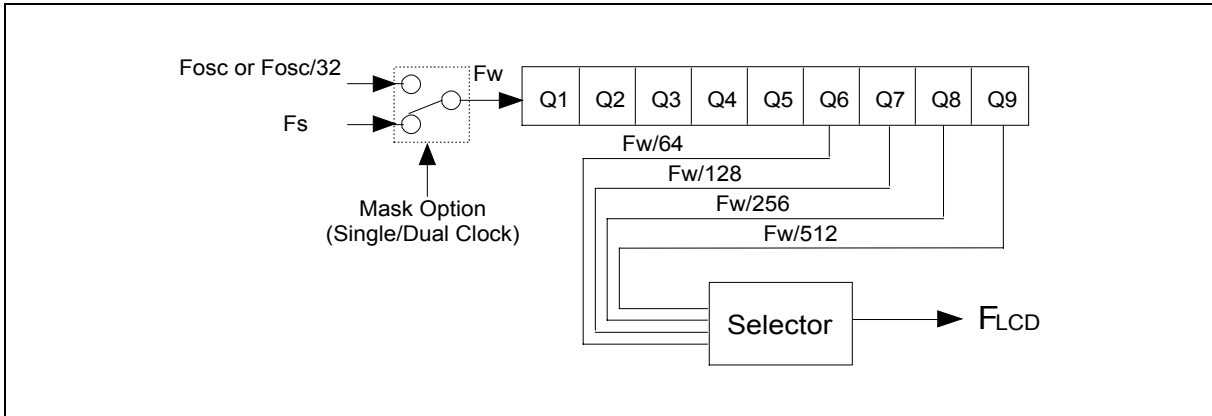 Fosc or Fosc/32
Fw
Q1 Q2 Q3 Q4 Q5 Q6 Q7 Q8 Q9
Fs
Fw/64
Fw/128
Mask Option
(Single/Dual Clock)
Fw/256
Fw/512
Selector
FLCD